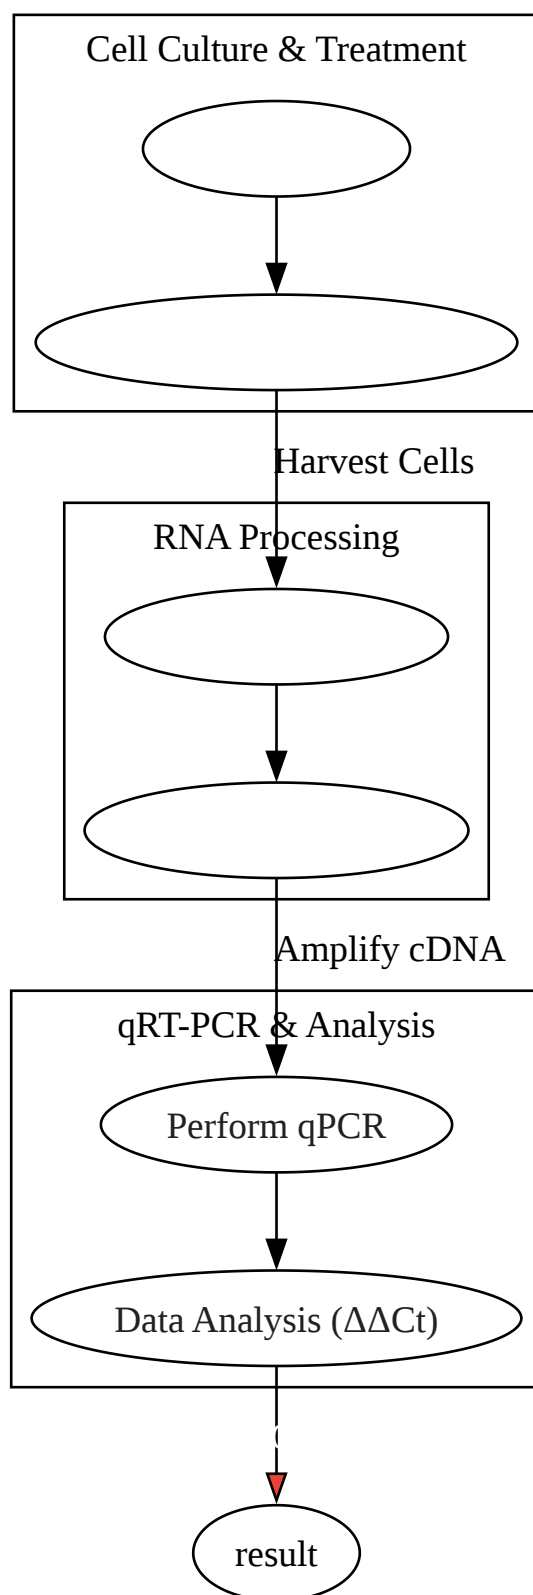 Cell Culture & Treatment
Harvest Cells
RNA Processing
Amplify cDNA
qRT-PCR & Analysis
Perform qPCR
Data Analysis (ΔΔCt)
result